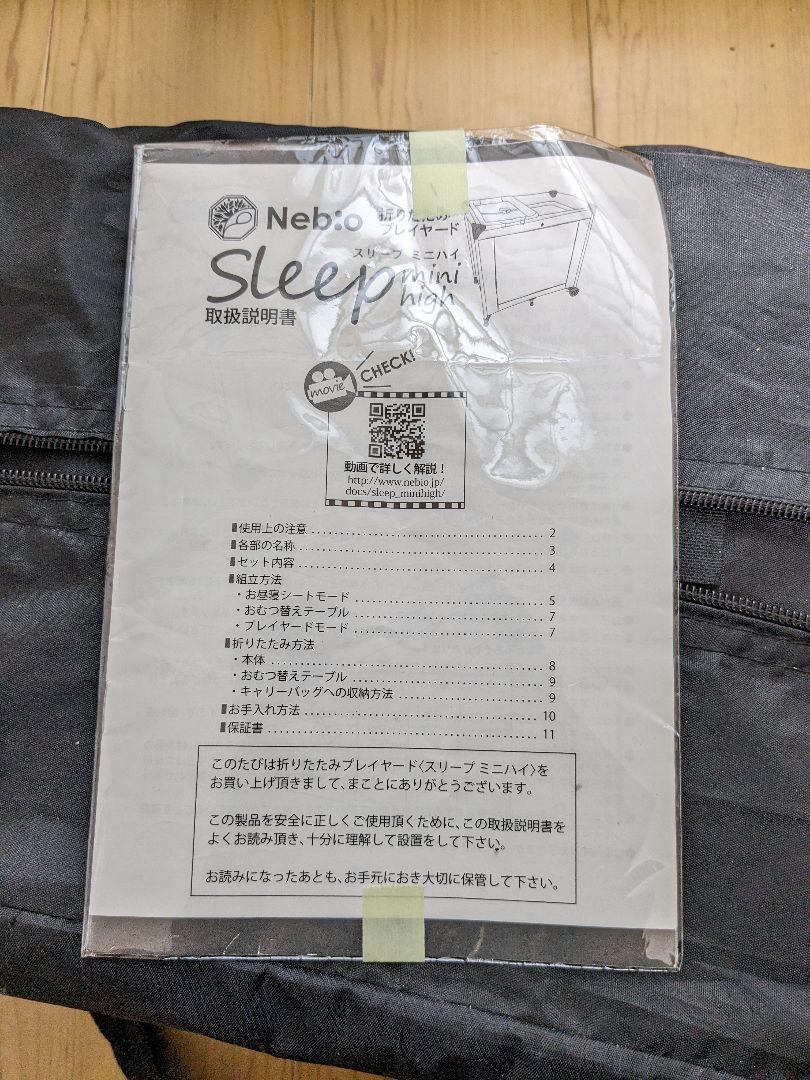 Neb:o 折りたたみ
プレイヤード
スリープ ミニハイ
Sleep mini
high
取扱説明書
movie CHECK!
動画で詳しく解説！
http://www.nebio.jp/
docs/sleep_minihigh/
使用上の注意 2
各部の名称 3
セット内容 4
組立方法
・お昼寝シートモード 5
・おむつ替えテーブル 7
・プレイヤードモード 7
折りたたみ方法
・本体 8
・おむつ替えテーブル 9
・キャリーバッグへの収納方法 9
お手入れ方法 10
保証書 11
このたびは折りたたみプレイヤード〈スリープ ミニハイ〉を
お買い上げ頂きまして、まことにありがとうございます。
この製品を安全に正しくご使用頂くために、この取扱説明書を
よくお読み頂き、十分に理解して設置をして下さい。
お読みになったあとも、お手元におき大切に保管して下さい。